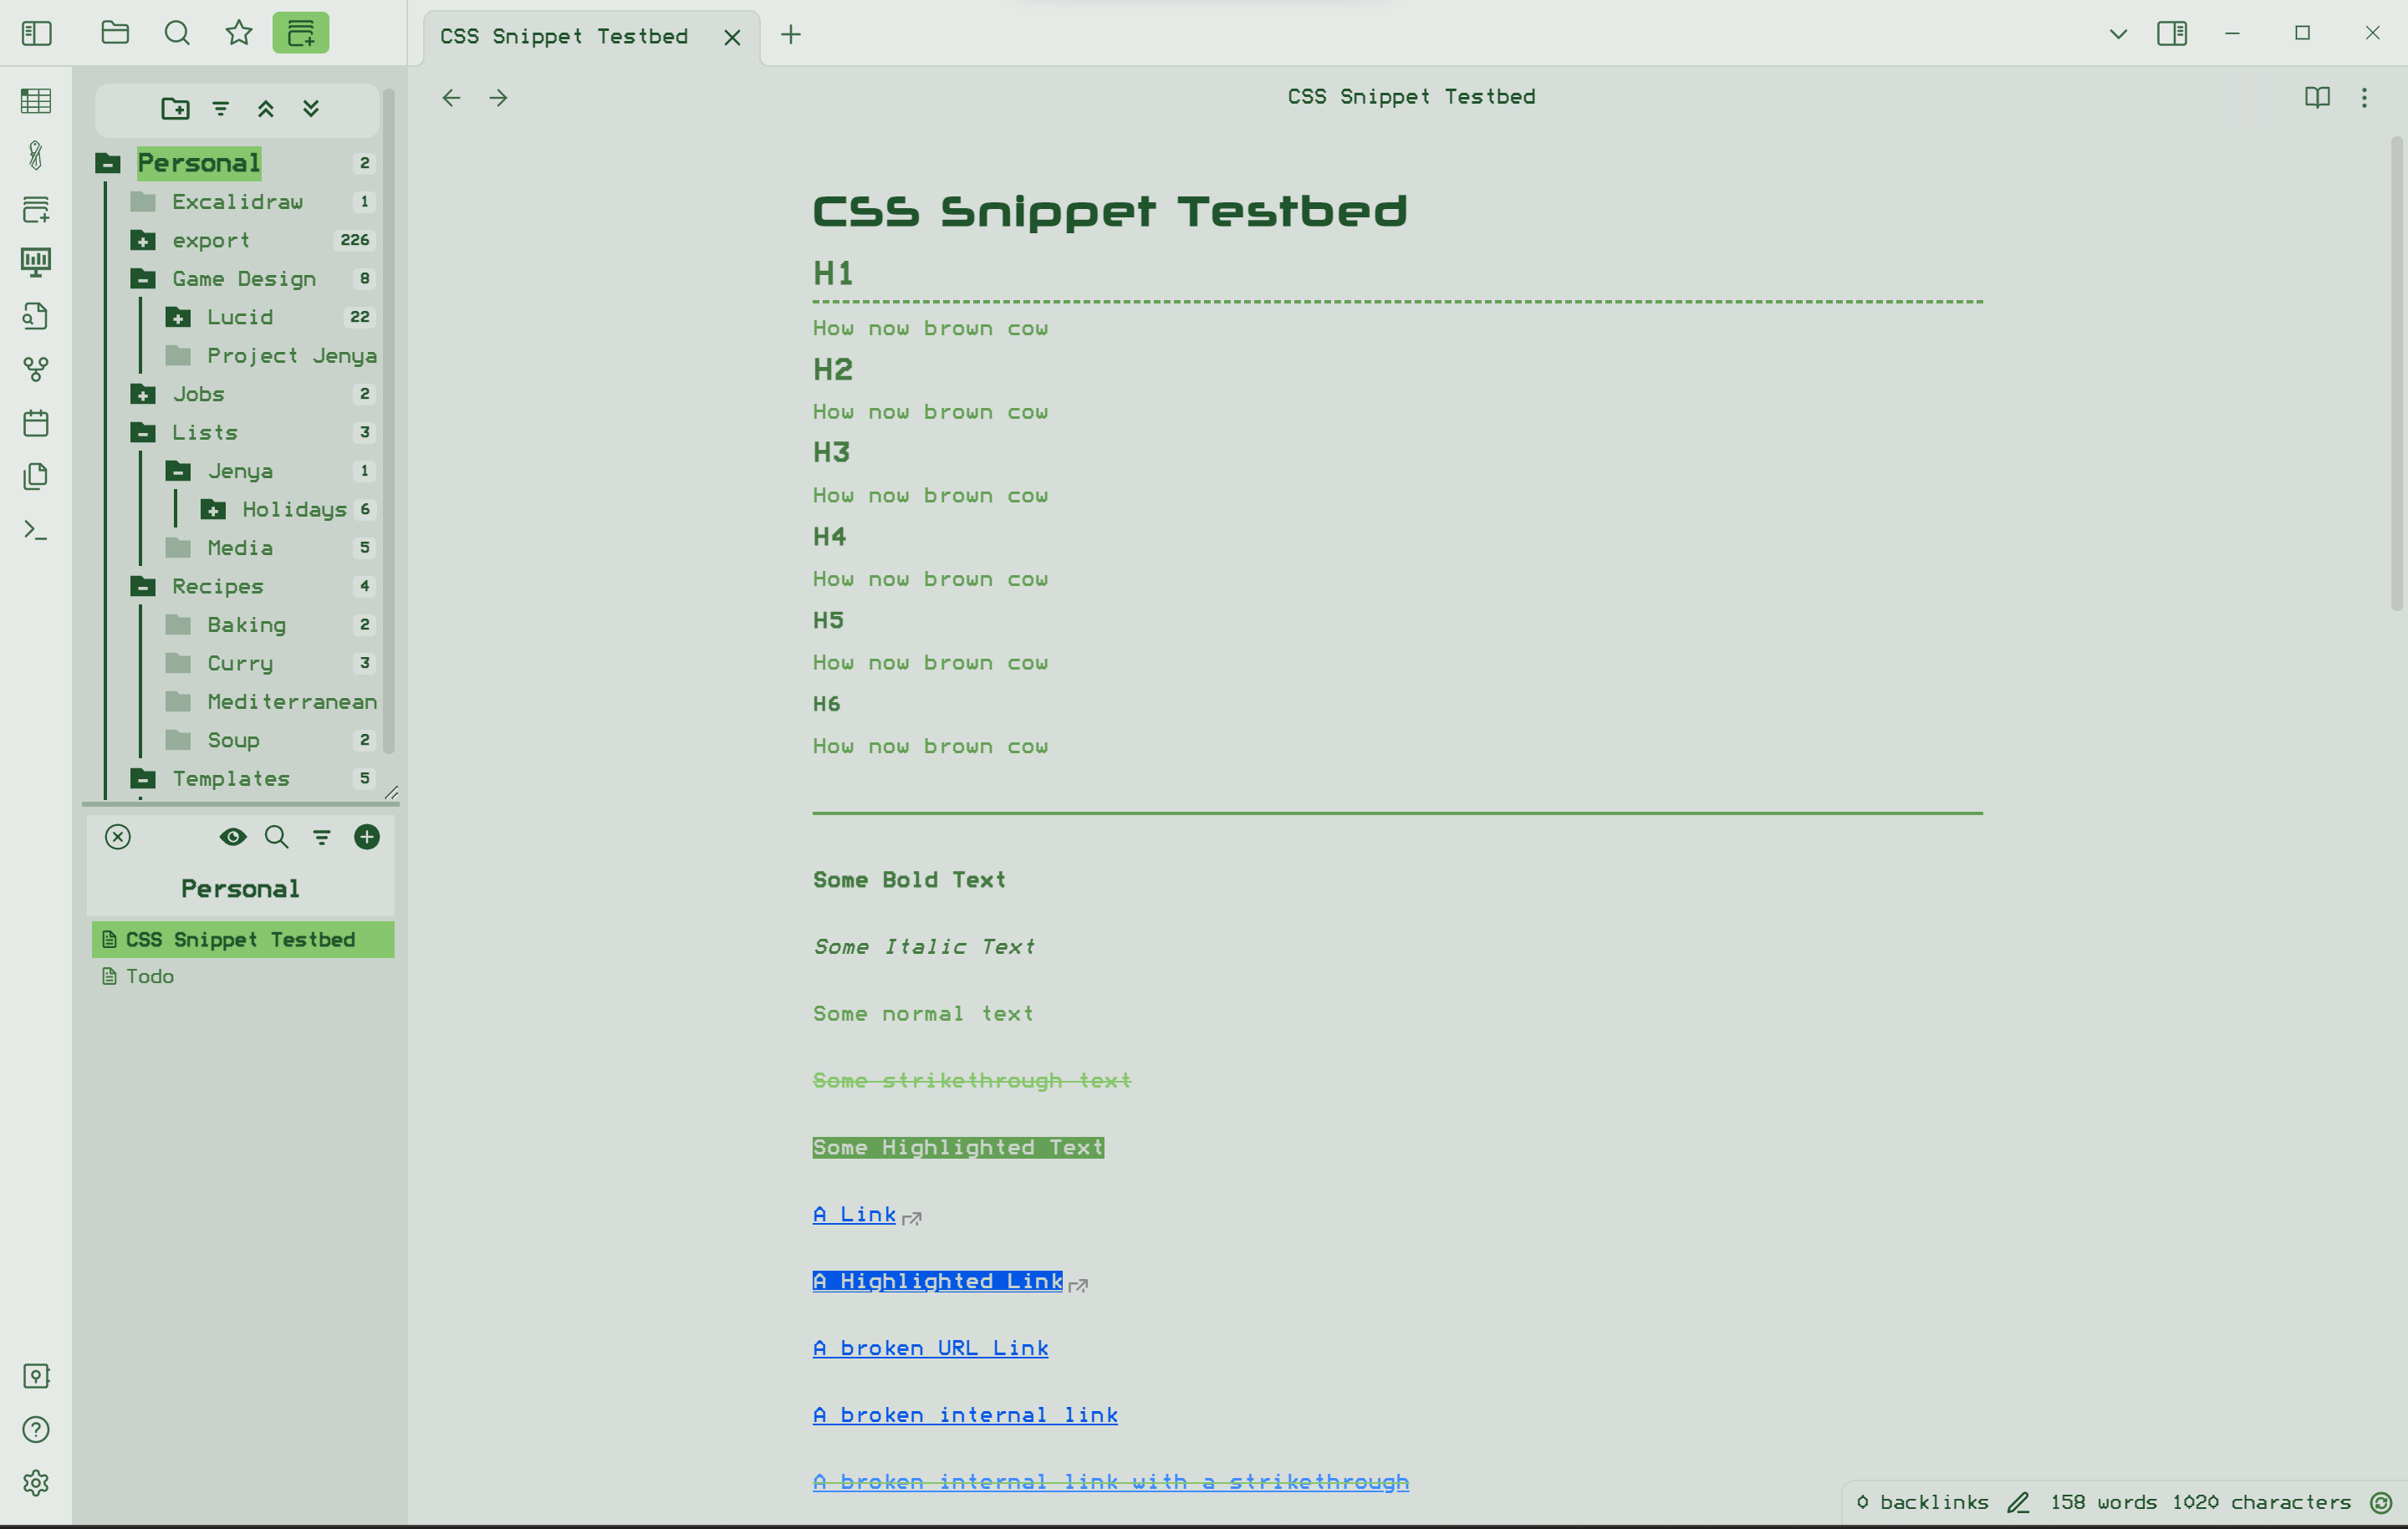 CSS Snippet Testbed
CSS Snippet Testbed
Personal 2
Excalidraw 1
export 226
Game Design 8
Lucid 22
Project Jenya
Jobs 2
Lists 3
Jenya 1
Holidays 6
Media 5
Recipes 4
Baking 2
Curry 3
Mediterranean
Soup 2
Templates 5
Personal
CSS Snippet Testbed
Todo
CSS Snippet Testbed
H1
How now brown cow
H2
How now brown cow
H3
How now brown cow
H4
How now brown cow
H5
How now brown cow
H6
How now brown cow
Some Bold Text
Some Italic Text
Some normal text
Some strikethrough text
Some Highlighted Text
A Link
A Highlighted Link
A broken URL Link
A broken internal link
A broken internal link with a strikethrough
0 backlinks 158 words 1020 characters